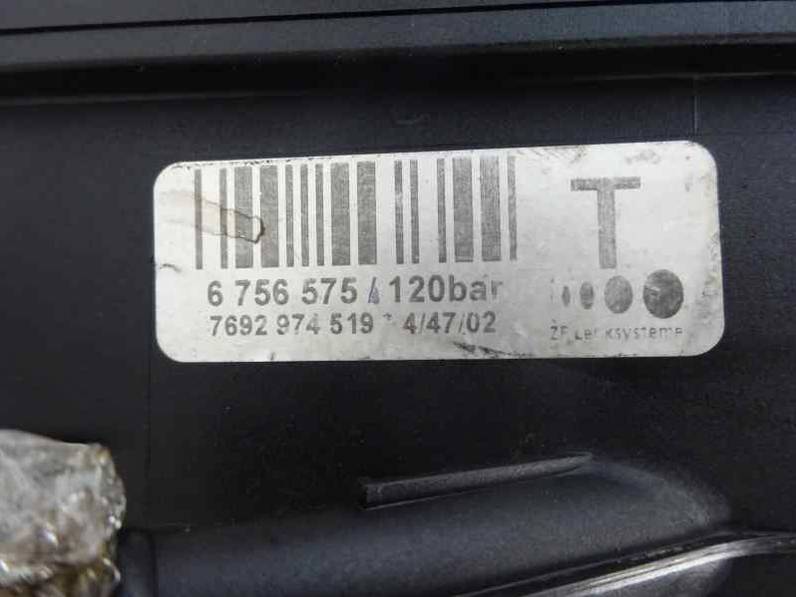 T
6 756 575 / 120bar
7692 974 519 * 4/47/02
ZF Lenksysteme